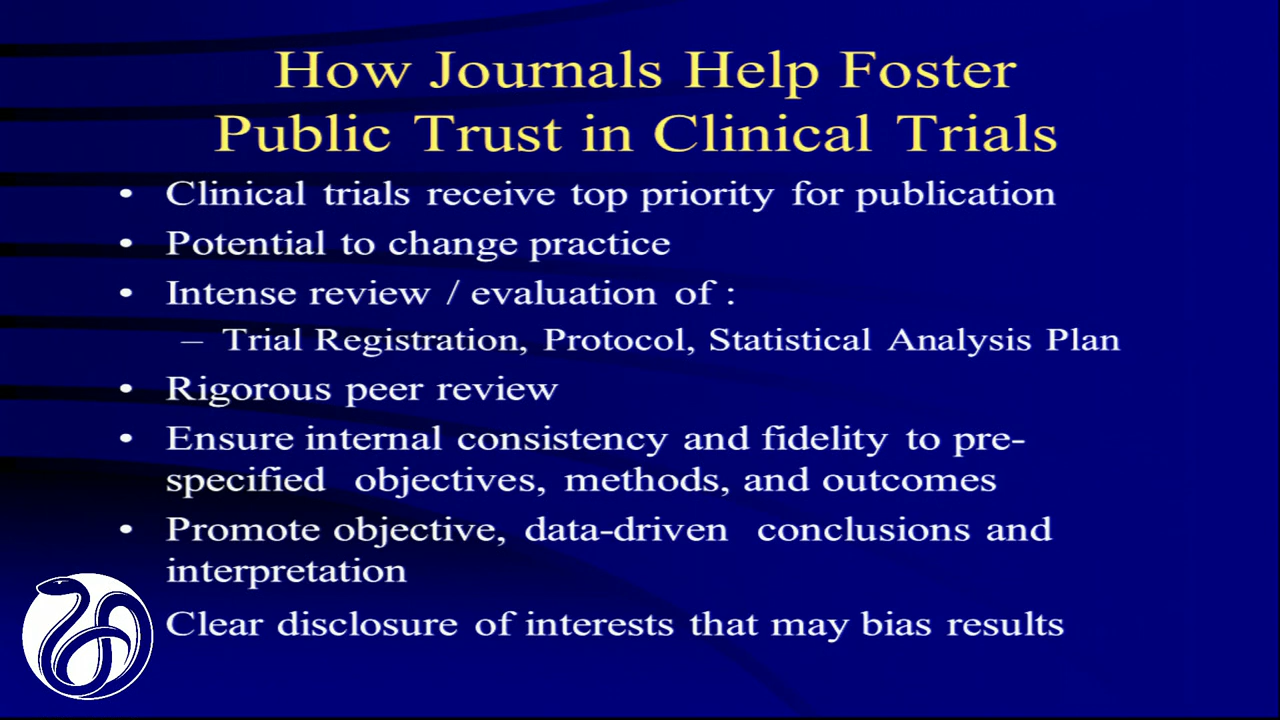 How Journals Help Foster
Public Trust in Clinical Trials
• Clinical trials receive top priority for publication
• Potential to change practice
• Intense review / evaluation of :
– Trial Registration, Protocol, Statistical Analysis Plan
• Rigorous peer review
• Ensure internal consistency and fidelity to pre-
specified objectives, methods, and outcomes
• Promote objective, data-driven conclusions and
interpretation
Clear disclosure of interests that may bias results